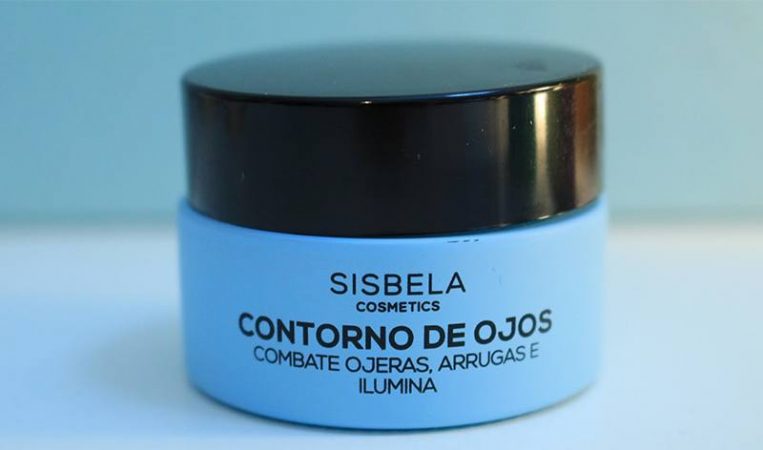 SISBELA
COSMETICS
CONTORNO DE OJOS
COMBATE OJERAS, ARRUGAS E
ILUMINA